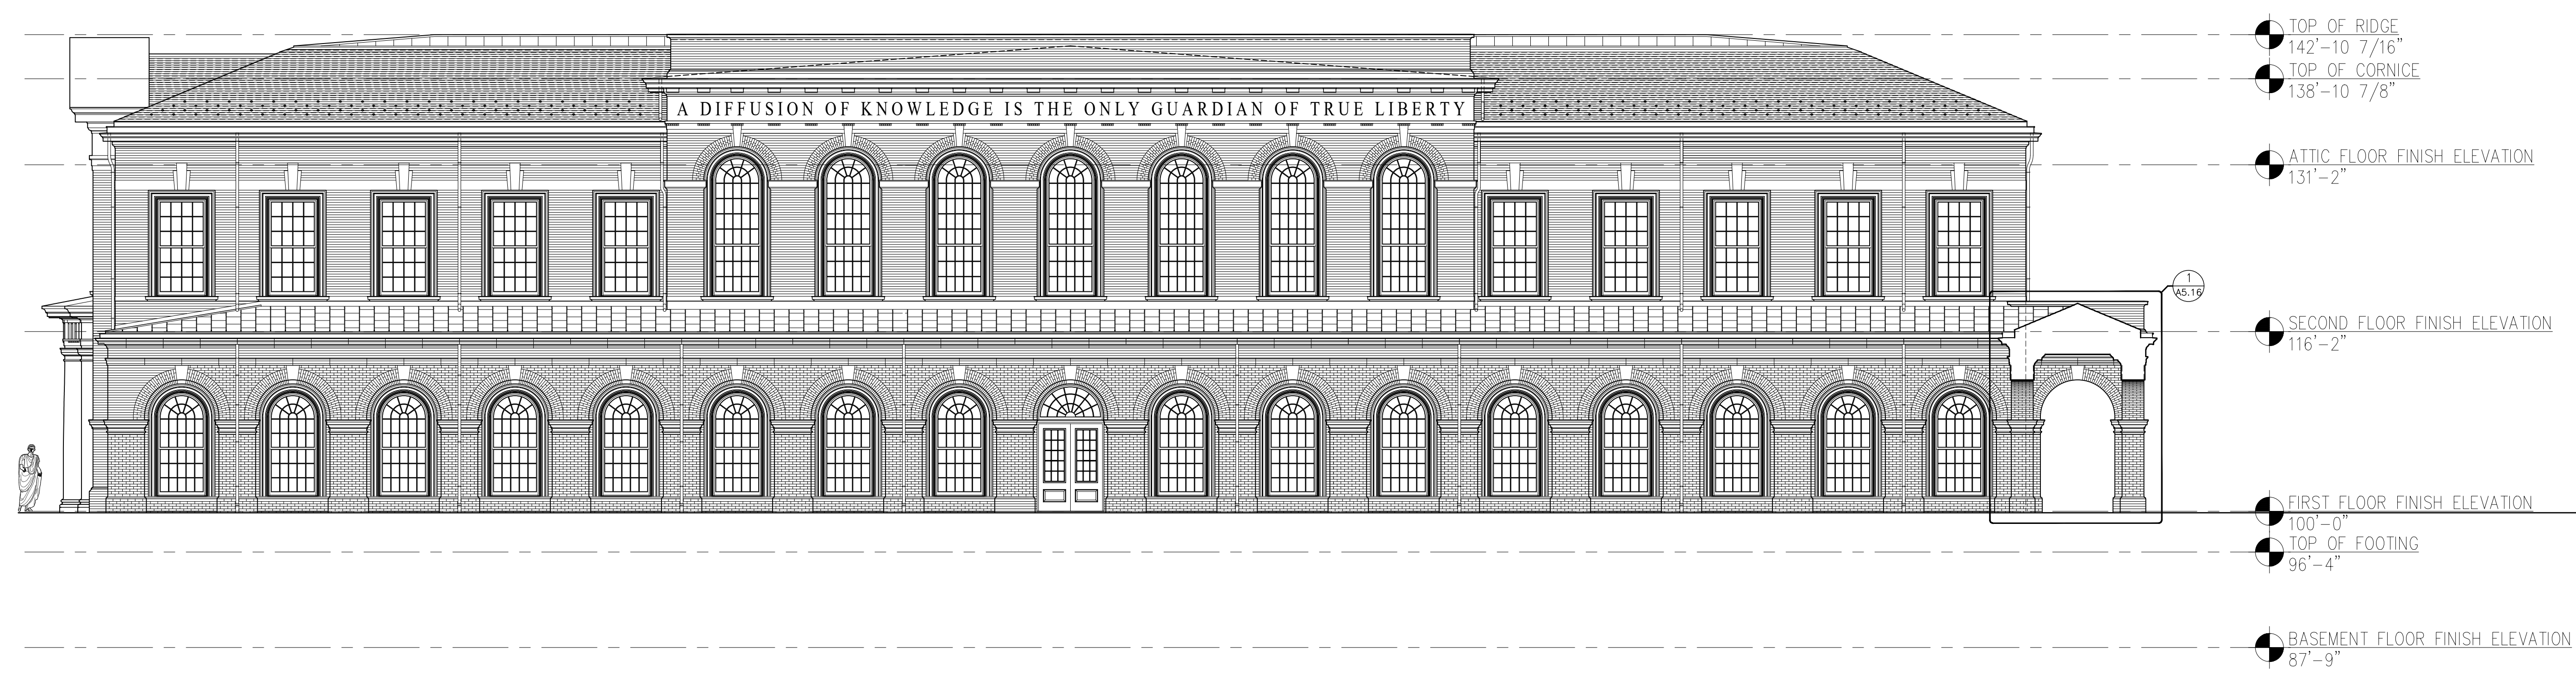 TOP OF RIDGE
142'-10 7/16"
TOP OF CORNICE
138'-10 7/8"
A DIFFUSION OF KNOWLEDGE IS THE ONLY GUARDIAN OF TRUE LIBERTY
ATTIC FLOOR FINISH ELEVATION
131'-2"
1
A5.16
SECOND FLOOR FINISH ELEVATION
116'-2"
FIRST FLOOR FINISH ELEVATION
100'-0"
TOP OF FOOTING
96'-4"
BASEMENT FLOOR FINISH ELEVATION
87'-9"